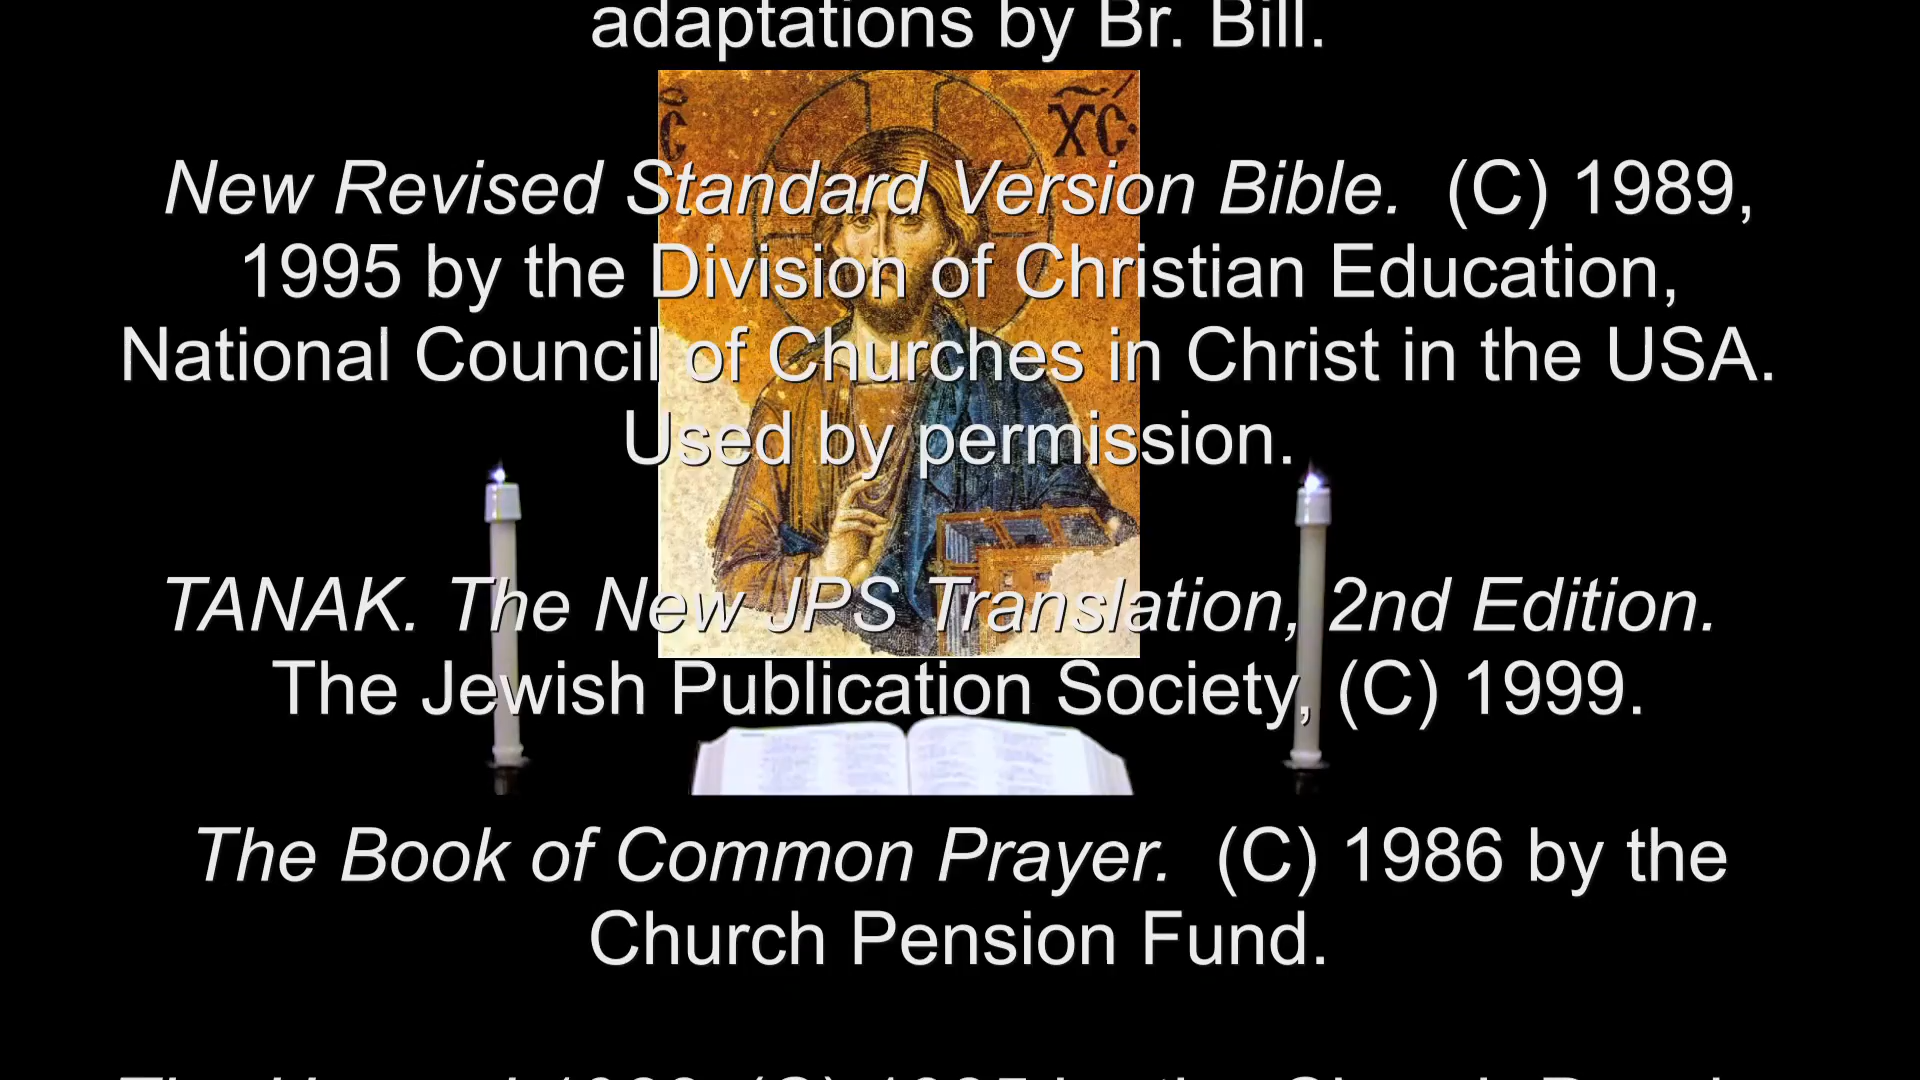 adaptations by Br. Bill.
New Revised Standard Version Bible. (C) 1989,
1995 by the Division of Christian Education,
National Council of Churches in Christ in the USA.
Used by permission.
TANAK. The New JPS Translation, 2nd Edition.
The Jewish Publication Society, (C) 1999.
The Book of Common Prayer. (C) 1986 by the
Church Pension Fund.